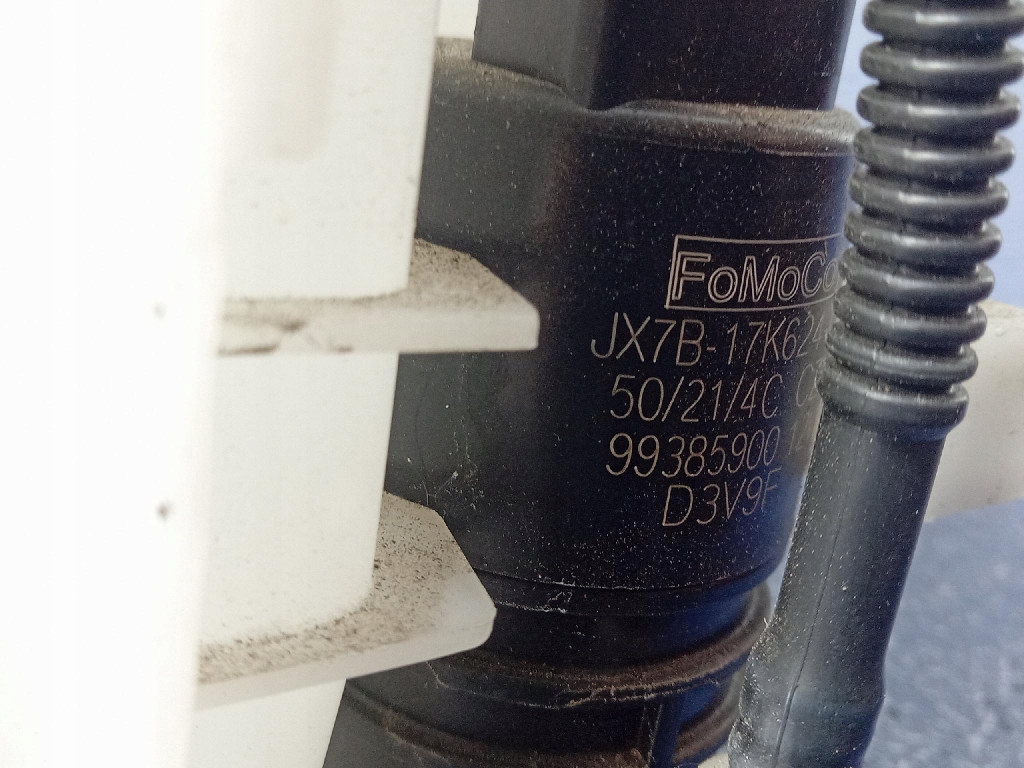 FoMoCo
JX7B-17K624
50/21/4C
99385900
D3V9F